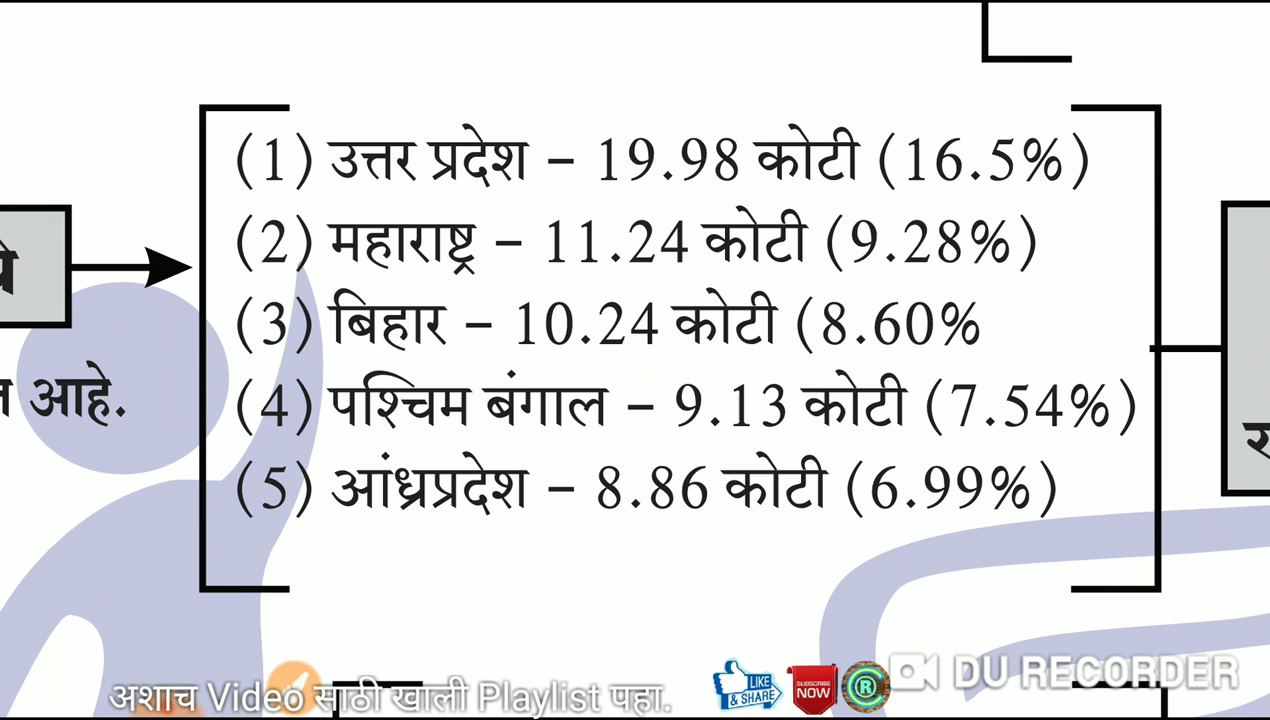 (1) उत्तर प्रदेश – 19.98 कोटी (16.5%)
(2) महाराष्ट्र – 11.24 कोटी (9.28%)
(3) बिहार – 10.24 कोटी (8.60%
आहे.
(4) पश्चिम बंगाल – 9.13 कोटी (7.54%)
(5) आंध्रप्रदेश – 8.86 कोटी (6.99%)
LIKE & SHARE
SUBSCRIBE NOW
R
DU RECORDER
अशाच Video साठी खाली Playlist पहा.